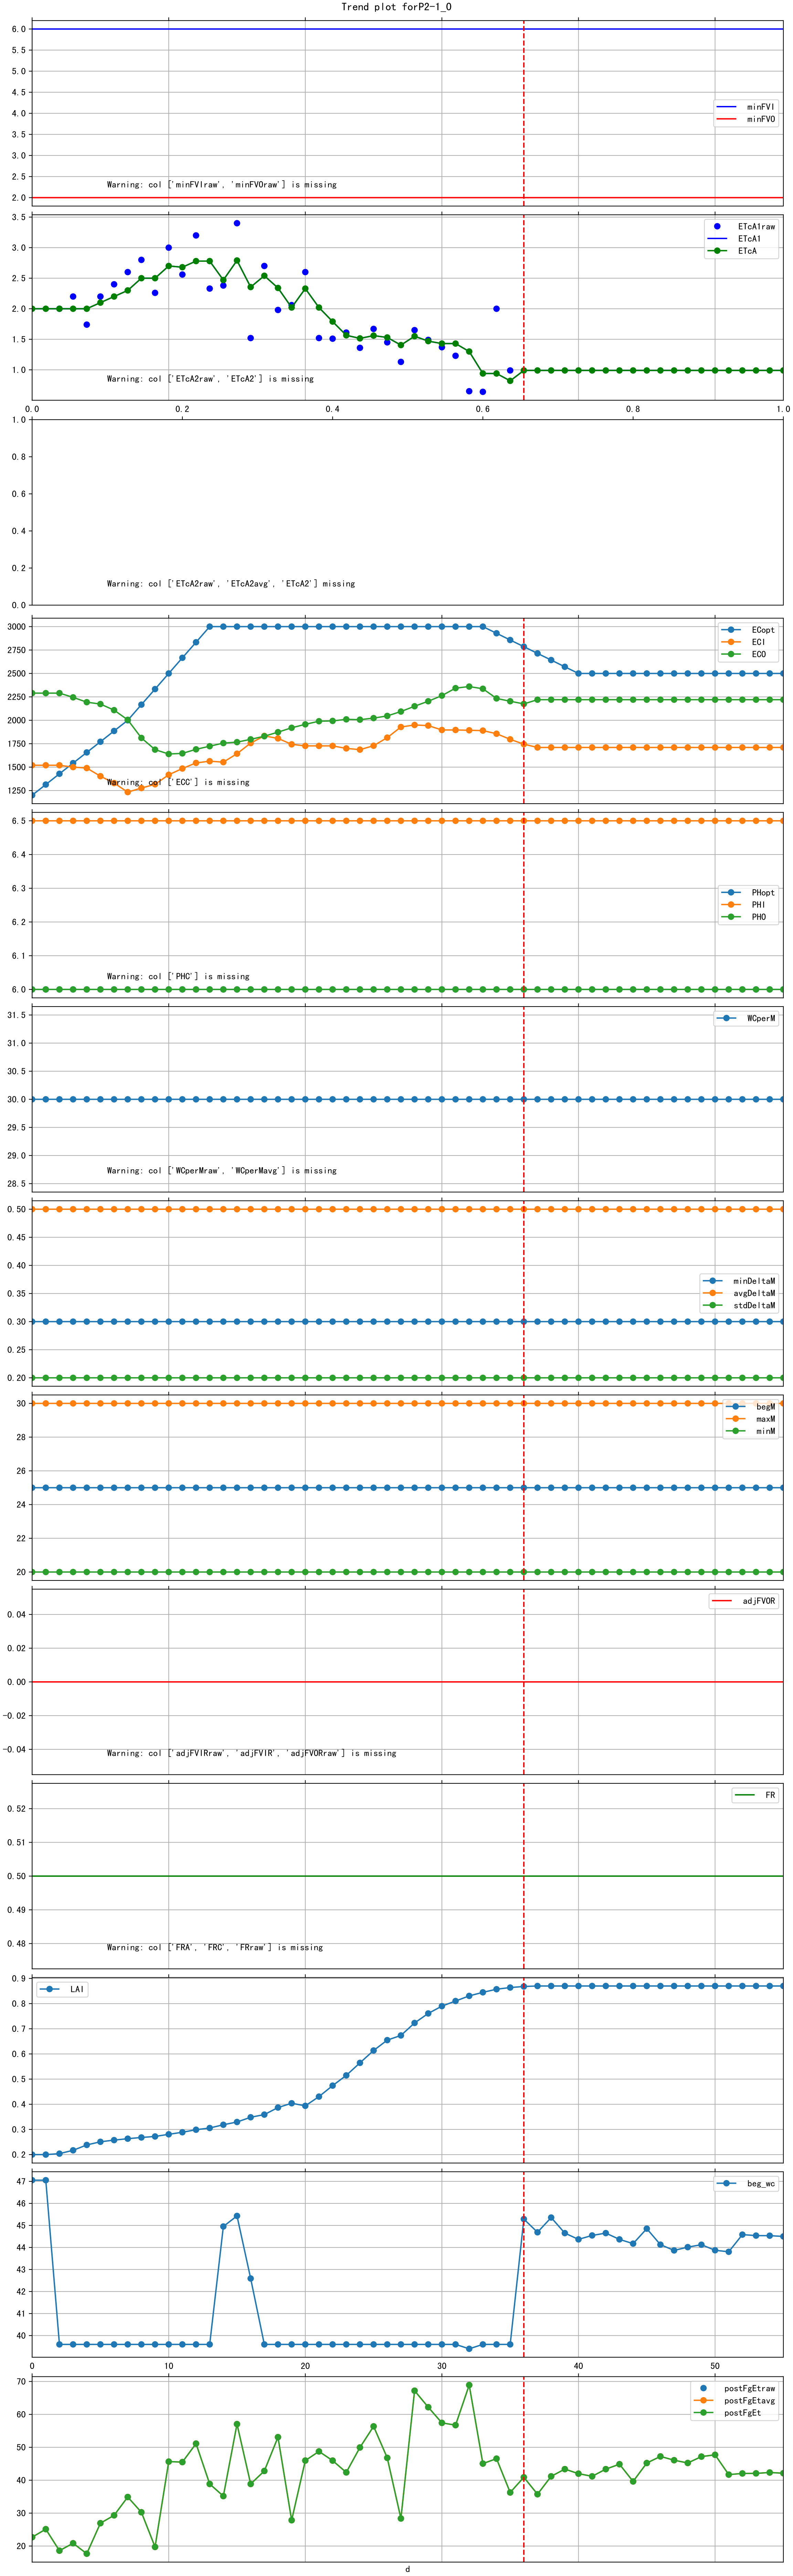 Trend plot forP2-1_0
6.0
5.5
5.0
4.5
4.0
3.5
3.0
2.5
2.0
minFVI
minFVO
Warning: col ['minFVIraw', 'minFVOraw'] is missing
3.5
3.0
2.5
2.0
1.5
1.0
ETcA1raw
ETcA1
ETcA
Warning: col ['ETcA2raw', 'ETcA2'] is missing
0.0 0.2 0.4 0.6 0.8 1.0
1.0
0.8
0.6
0.4
0.2
0.0
Warning: col ['ETcA2raw', 'ETcA2avg', 'ETcA2'] missing
3000
2750
2500
2250
2000
1750
1500
1250
ECopt
ECI
ECO
Warning: col ['ECC'] is missing
6.5
6.4
6.3
6.2
6.1
6.0
PHopt
PHI
PHO
Warning: col ['PHC'] is missing
31.5
31.0
30.5
30.0
29.5
29.0
28.5
WCperM
Warning: col ['WCperMraw', 'WCperMavg'] is missing
0.50
0.45
0.40
0.35
0.30
0.25
0.20
minDeltaM
avgDeltaM
stdDeltaM
30
28
26
24
22
20
begM
maxM
minM
0.04
0.02
0.00
-0.02
-0.04
adjFVOR
Warning: col ['adjFVIRraw', 'adjFVIR', 'adjFVORraw'] is missing
0.52
0.51
0.50
0.49
0.48
FR
Warning: col ['FRA', 'FRC', 'FRraw'] is missing
0.9
0.8
0.7
0.6
0.5
0.4
0.3
0.2
LAI
47
46
45
44
43
42
41
40
beg_wc
0 10 20 30 40 50
70
60
50
40
30
20
postFgEtraw
postFgEtavg
postFgEt
d